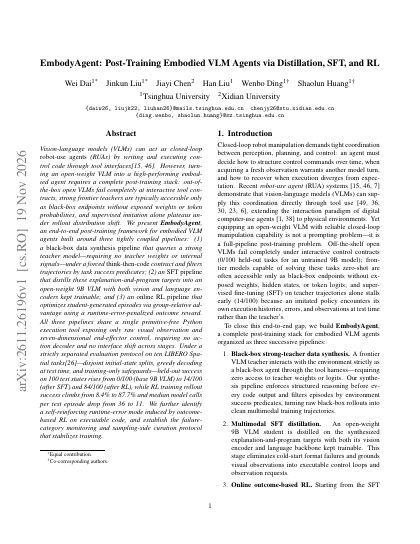 EmbodyAgent: Post-Training Embodied VLM Agents via Distillation, SFT, and RL
Wei Dai¹* Jinkun Liu¹* Jiayi Chen² Han Liu¹ Wenbo Ding¹† Shaolun Huang¹†
¹Tsinghua University ²Xidian University
{daiw26, liujk22, liuhan26}@mails.tsinghua.edu.cn chenjy26@stu.xidian.edu.cn
{ding.wenbo, shaolun.huang}@sz.tsinghua.edu.cn
arXiv:2611.26196v1 [cs.RO] 19 Nov 2026
Abstract
Vision-language models (VLMs) can act as closed-loop
robot-use agents (RUAs) by writing and executing con-
trol code through tool interfaces[15, 46]. However, turn-
ing an open-weight VLM into a high-performing embod-
ied agent requires a complete post-training stack: out-of-
the-box models fail completely at interactive tool con-
tracts, strong frontier teachers are typically accessible only
as black-box endpoints without exposed weights or token
probabilities, and supervised imitation alone plateaus un-
der rollout distribution shift. We present EmbodyAgent,
an end-to-end post-training framework for embodied VLM
agents built around three tightly coupled pipelines: (1)
a black-box data synthesis pipeline that queries a strong
teacher model—requiring no teacher weights or internal
signals—under a forced think-then-code contract and filters
trajectories by task success predicates; (2) an SFT pipeline
that distills these explanation-and-program targets into an
open-weight 9B VLM with both vision and language en-
coders kept trainable; and (3) an online RL pipeline that
optimizes student-generated episodes via group-relative ad-
vantage using a runtime-error-penalized outcome reward.
All three pipelines share a single primitive-free Python
execution tool exposing only raw visual observation and
seven-dimensional end-effector control, requiring no ac-
tion decoder and no interface shift across stages. Under
a strictly separated evaluation protocol on ten LIBERO Spa-
tial tasks[26]—disjoint initial-state splits, greedy decoding
at test time, and training-only safeguards—held-out success
on 100 test states rises from 0/100 (bare 9B VLM) to 14/100
(after SFT) and 84/100 (after RL), while RL training rollout
success climbs from 8.4% to 87.7% and median model calls
per test episode drop from 36 to 11. We further identify
a self-reinforcing runtime-error mode induced by outcome-
based RL on executable code, and establish the failure-
category monitoring and sampling-side curation protocol
that stabilizes training.
*Equal contribution.
†Co-corresponding authors.
1. Introduction
Closed-loop robot manipulation demands tight coordination
between perception, planning, and control: an agent must
decide how to structure control commands over time, when
acquiring a fresh observation warrants another model turn,
and how to recover when execution diverges from expec-
tation. Recent robot-use agent (RUA) systems [15, 46, 7]
demonstrate that vision-language models (VLMs) can sup-
ply this coordination directly through tool use [49, 36,
30, 23, 6], extending the interaction paradigm of digital
computer-use agents [1, 38] to physical environments. Yet
equipping an open-weight VLM with reliable closed-loop
manipulation capability is not a prompting problem—it is
a full-pipeline post-training problem. Off-the-shelf open
VLMs fail completely under interactive control contracts
(0/100 held-out tasks for an untrained 9B model); frontier
models capable of solving these tasks zero-shot are
often accessible only as black-box endpoints without ex-
posed weights, hidden states, or token logits; and supervised
fine-tuning (SFT) on teacher trajectories alone stalls
early (14/100) because an imitated policy encounters its
own execution histories, errors, and observations at test time
rather than the teacher's.
To close this end-to-end gap, we build EmbodyAgent,
a complete post-training stack for embodied VLM agents
organized as three successive pipelines:
1. Black-box strong-teacher data synthesis. A frontier
VLM teacher interacts with the environment strictly as
a black-box agent through the tool harness—requiring
zero access to teacher weights or logits. Our synthe-
sis pipeline enforces structured reasoning before ev-
ery code output and filters episodes by environment
success predicates, turning raw black-box rollouts into
clean multimodal training trajectories.
2. Multimodal SFT distillation. An open-weight
9B VLM student is distilled on the synthesized
explanation-and-program targets with both its vision
encoder and language backbone kept trainable. This
stage eliminates cold-start format failures and grounds
visual observations into executable control loops and
observation requests.
3. Online outcome-based RL. Starting from the SFT
1